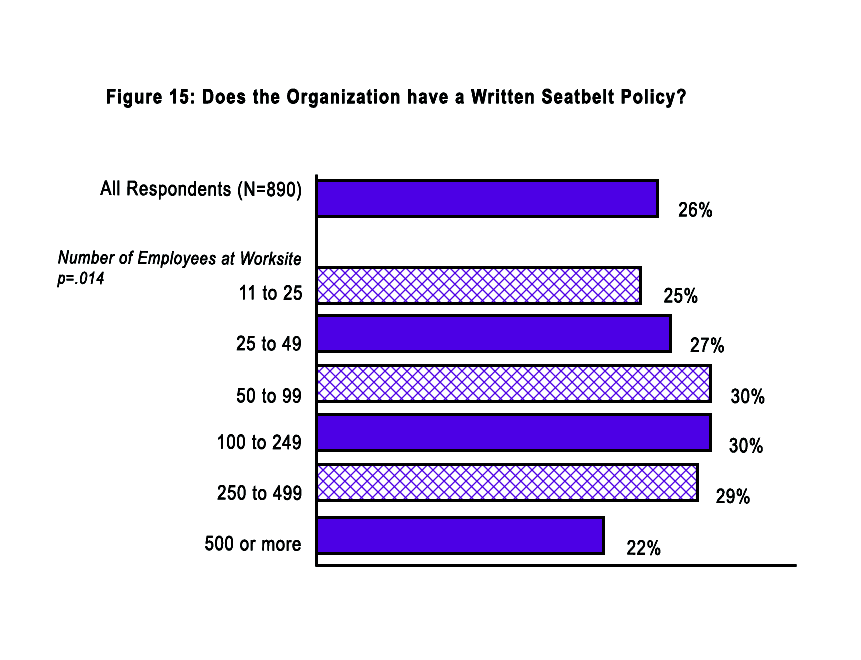 Figure 15: Does the Organization have a Written Seatbelt Policy?
All Respondents (N=890)
26%
Number of Employees at Worksite
p=.014
11 to 25
25%
25 to 49
27%
50 to 99
30%
100 to 249
30%
250 to 499
29%
500 or more
22%